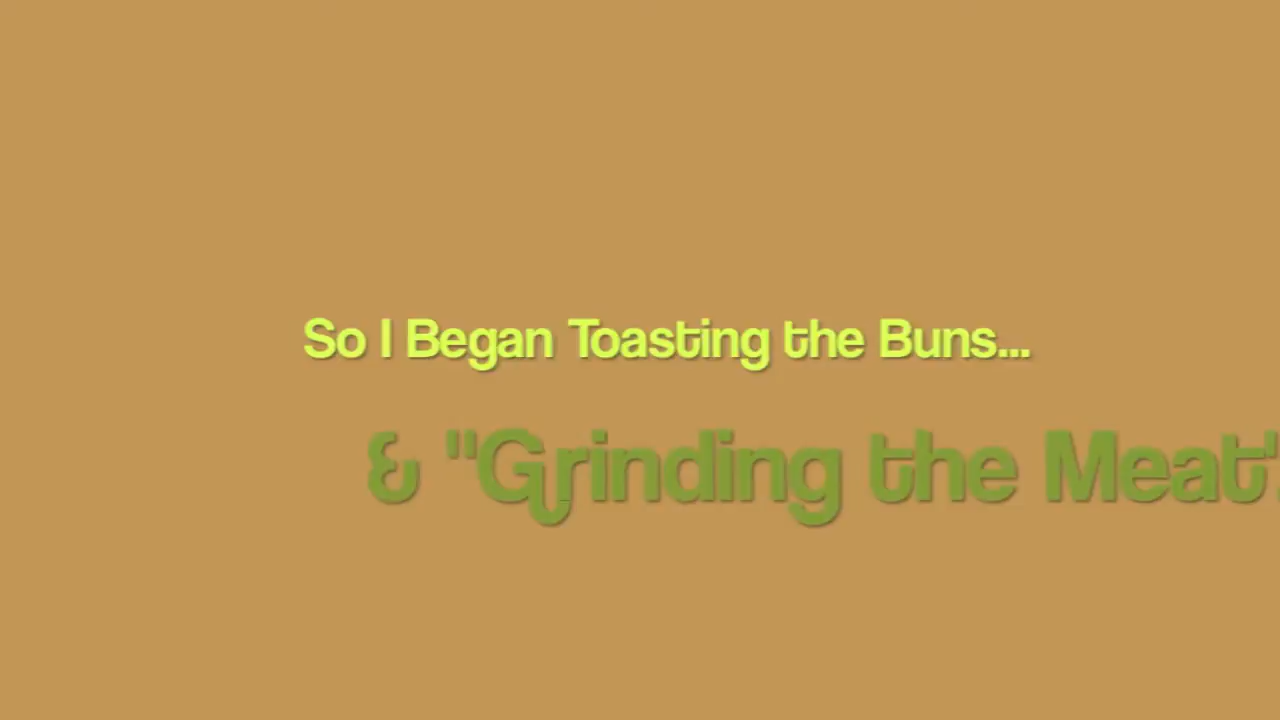 So I Began Toasting the Buns...
& "Grinding the Meat"